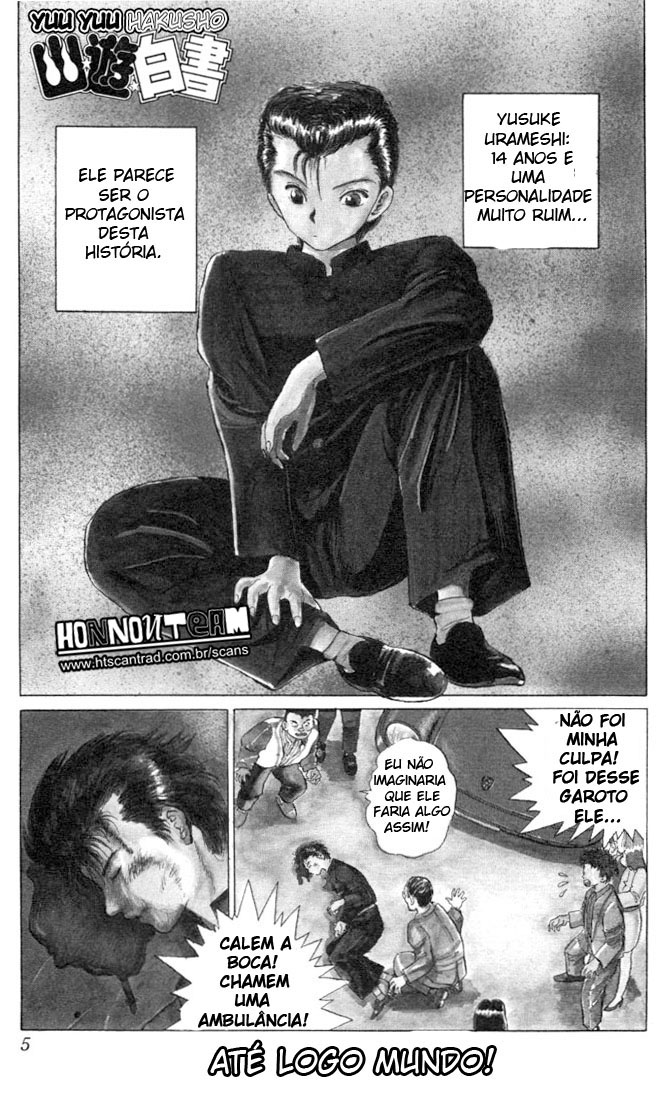 YUU YUU HAKUSHO
幽★遊★白書
YUSUKE
URAMESHI:
14 ANOS E
UMA
PERSONALIDADE
MUITO RUIM...
ELE PARECE
SER O
PROTAGONISTA
DESTA
HISTÓRIA.
HONNOUTEAM
www.htscantrad.com.br/scans
NÃO FOI
MINHA
CULPA!
FOI DESSE
GAROTO
ELE...
EU NÃO
IMAGINARIA
QUE ELE
FARIA ALGO
ASSIM!
CALEM A
BOCA!
CHAMEM
UMA
AMBULÂNCIA!
5
ATÉ LOGO MUNDO!